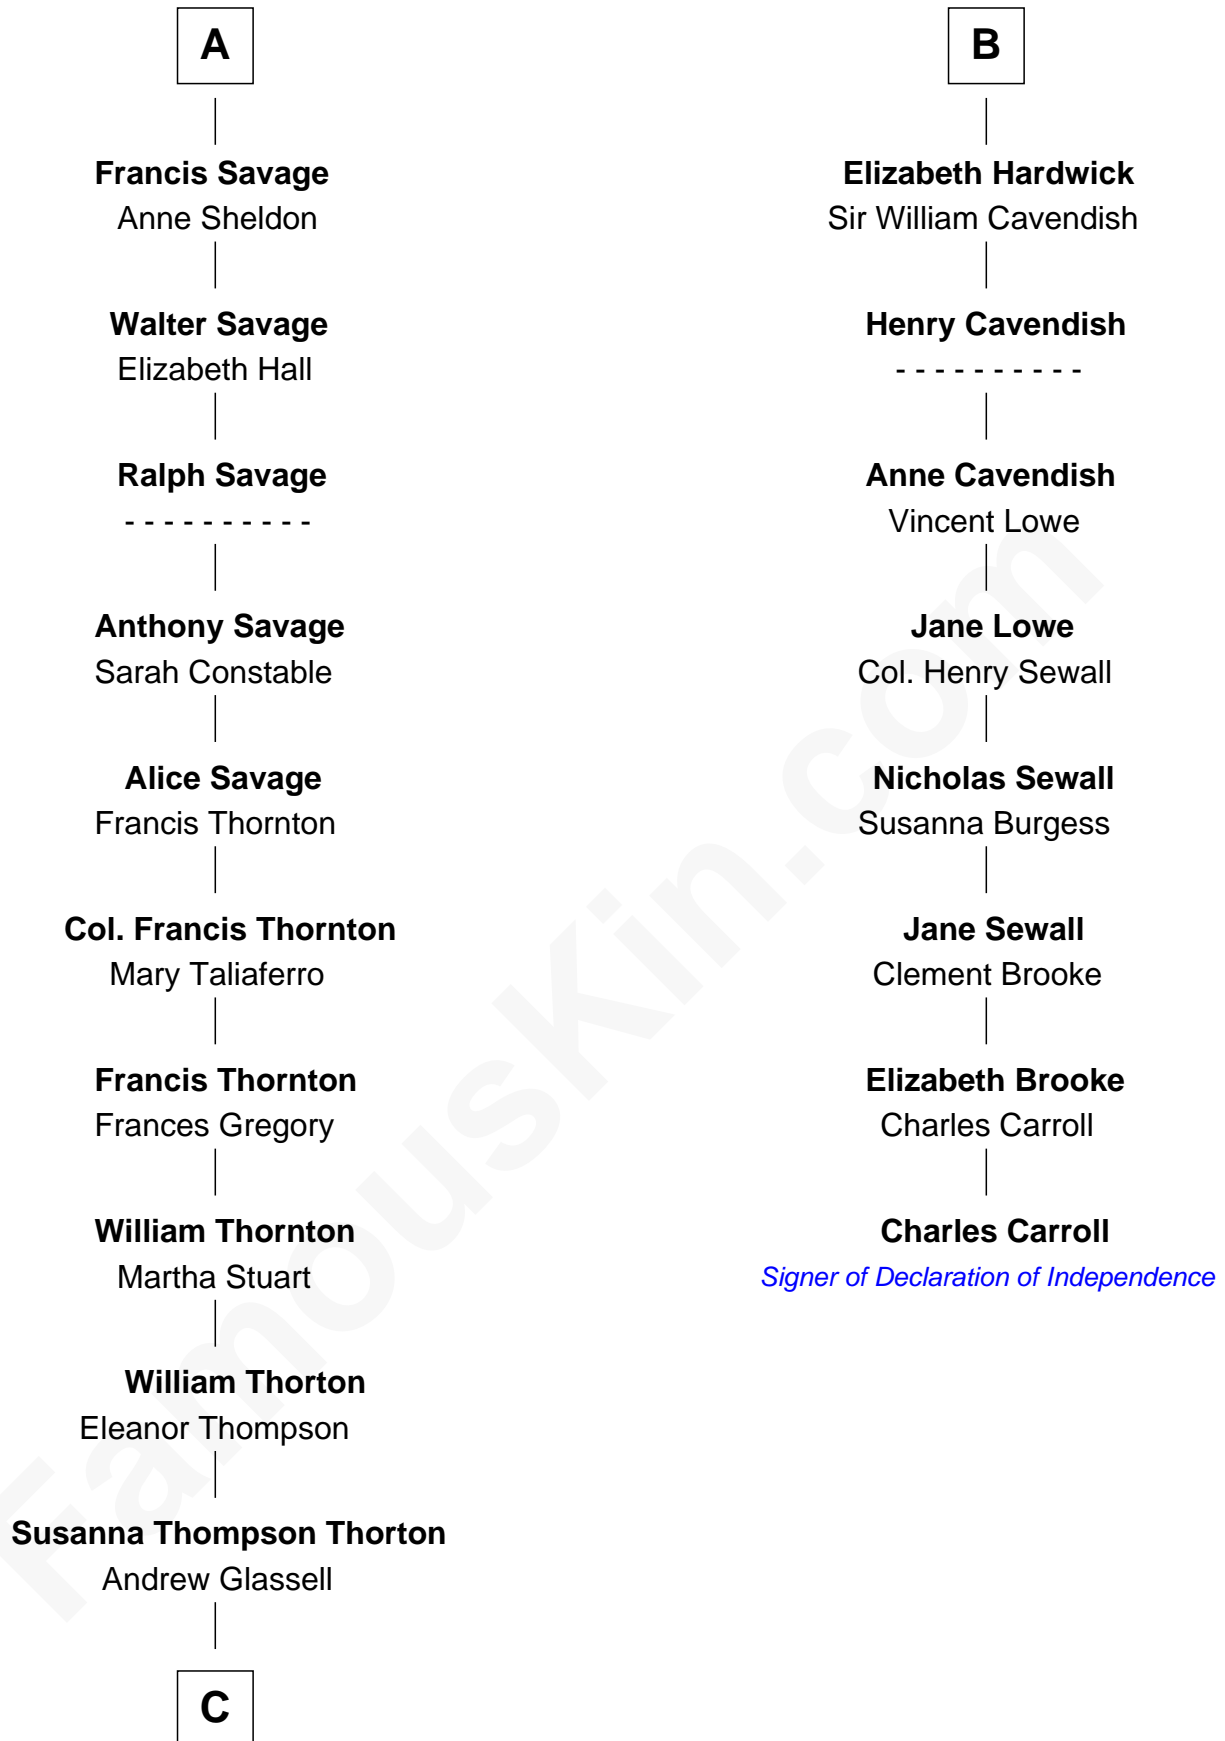 A
Francis Savage
Anne Sheldon
Walter Savage
Elizabeth Hall
Ralph Savage
- - - - - - - - - -
Anthony Savage
Sarah Constable
Alice Savage
Francis Thornton
Col. Francis Thornton
Mary Taliaferro
Francis Thornton
Frances Gregory
William Thornton
Martha Stuart
William Thorton
Eleanor Thompson
Susanna Thompson Thorton
Andrew Glassell
C
B
Elizabeth Hardwick
Sir William Cavendish
Henry Cavendish
- - - - - - - - - -
Anne Cavendish
Vincent Lowe
Jane Lowe
Col. Henry Sewall
Nicholas Sewall
Susanna Burgess
Jane Sewall
Clement Brooke
Elizabeth Brooke
Charles Carroll
Charles Carroll
Signer of Declaration of Independence
FamousKin.com